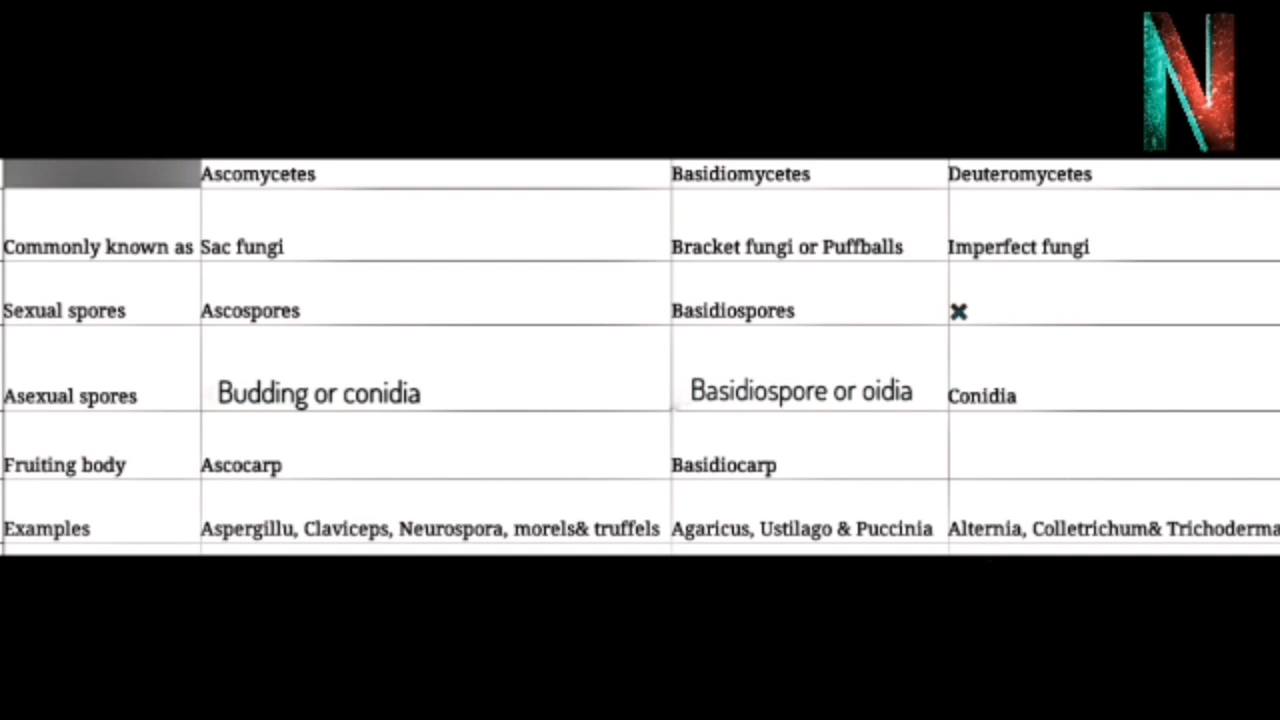 N
Ascomycetes Basidiomycetes Deuteromycetes
Commonly known as Sac fungi Bracket fungi or Puffballs Imperfect fungi
Sexual spores Ascospores Basidiospores ✖
Asexual spores Budding or conidia Basidiospore or oidia Conidia
Fruiting body Ascocarp Basidiocarp
Examples Aspergillu, Claviceps, Neurospora, morels& truffels Agaricus, Ustilago & Puccinia Alternia, Colletrichum& Trichoderma